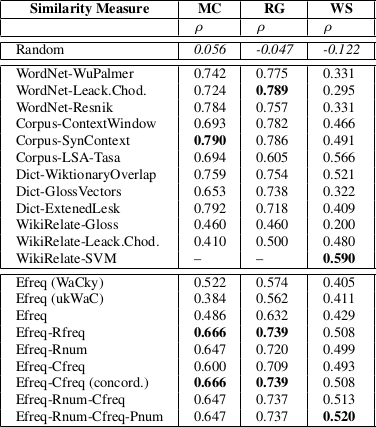 Similarity Measure MC RG WS
ρ ρ ρ
Random 0.056 -0.047 -0.122
WordNet-WuPalmer 0.742 0.775 0.331
WordNet-Leack.Chod. 0.724 0.789 0.295
WordNet-Resnik 0.784 0.757 0.331
Corpus-ContextWindow 0.693 0.782 0.466
Corpus-SynContext 0.790 0.786 0.491
Corpus-LSA-Tasa 0.694 0.605 0.566
Dict-WiktionaryOverlap 0.759 0.754 0.521
Dict-GlossVectors 0.653 0.738 0.322
Dict-ExtenedLesk 0.792 0.718 0.409
WikiRelate-Gloss 0.460 0.460 0.200
WikiRelate-Leack.Chod. 0.410 0.500 0.480
WikiRelate-SVM – – 0.590
Efreq (WaCky) 0.522 0.574 0.405
Efreq (ukWaC) 0.384 0.562 0.411
Efreq 0.486 0.632 0.429
Efreq-Rfreq 0.666 0.739 0.508
Efreq-Rnum 0.647 0.720 0.499
Efreq-Cfreq 0.600 0.709 0.493
Efreq-Cfreq (concord.) 0.666 0.739 0.508
Efreq-Rnum-Cfreq 0.647 0.737 0.513
Efreq-Rnum-Cfreq-Pnum 0.647 0.737 0.520